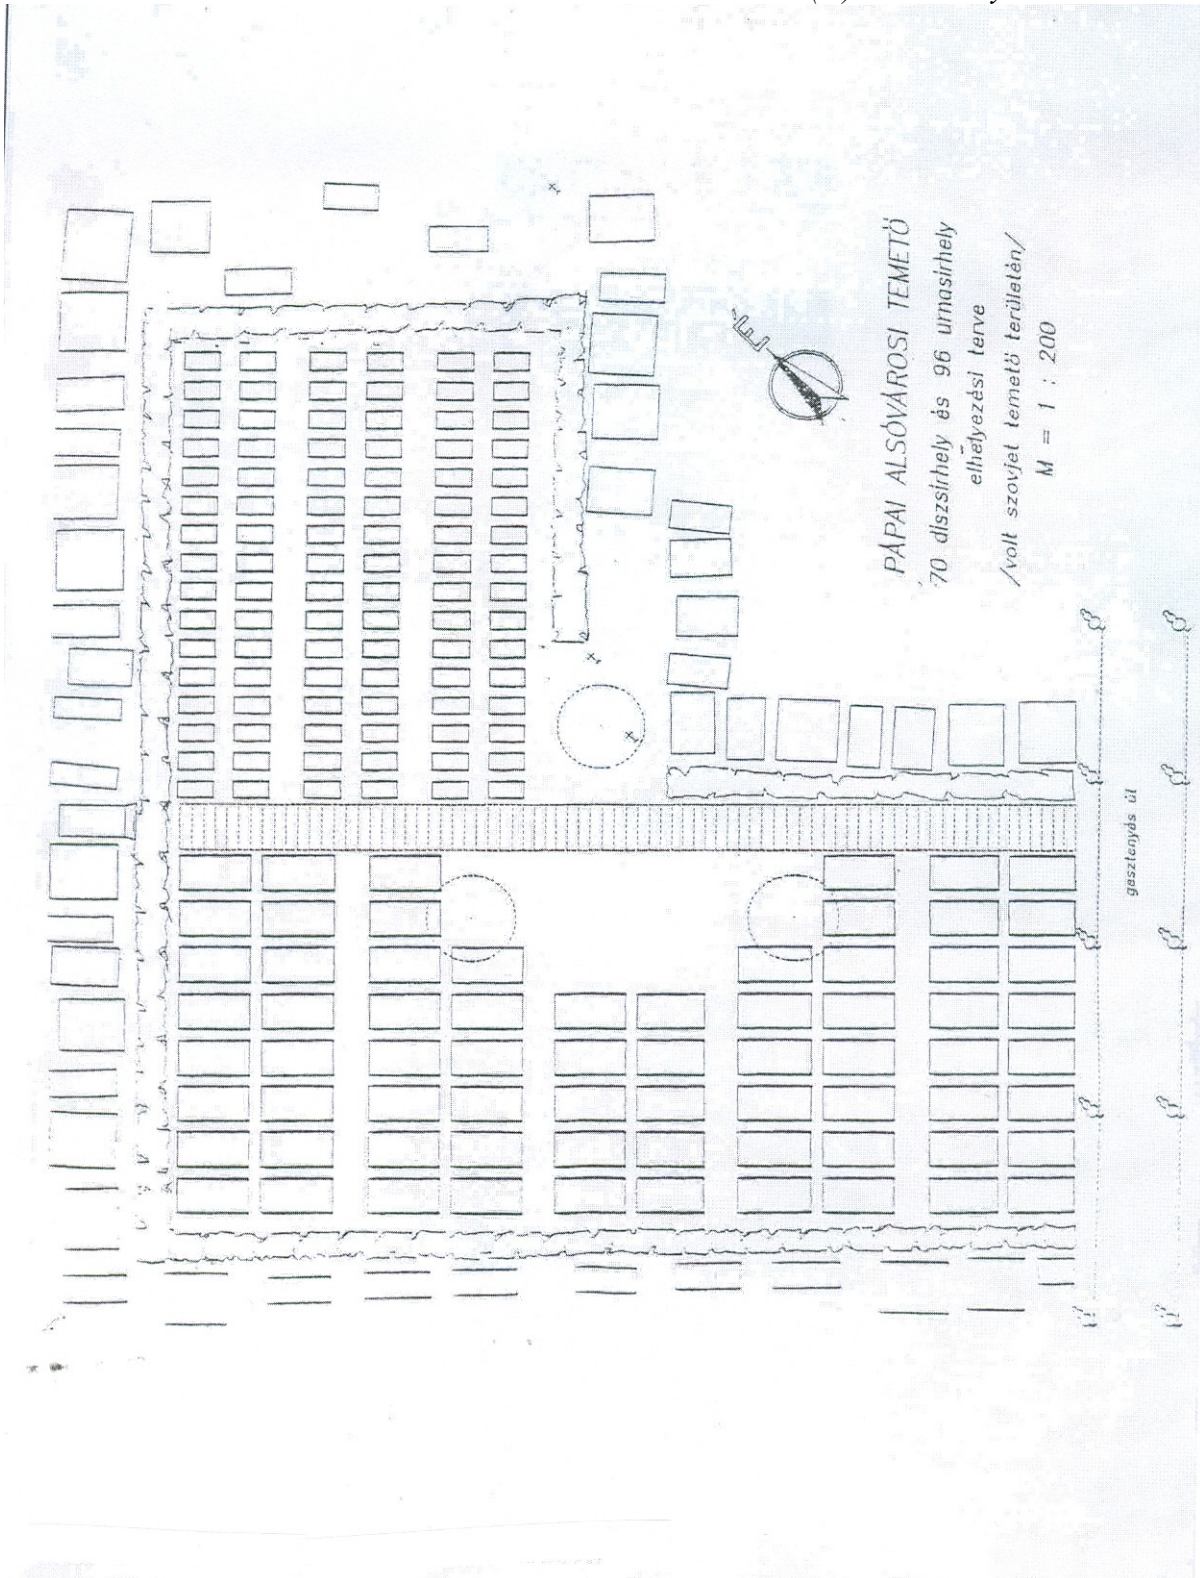 É
PÁPAI ALSÓVÁROSI TEMETŐ
70 díszsírhely és 96 urnasírhely
elhelyezési terve
/volt szovjet temető területén/
M = 1 : 200
gesztenyés út